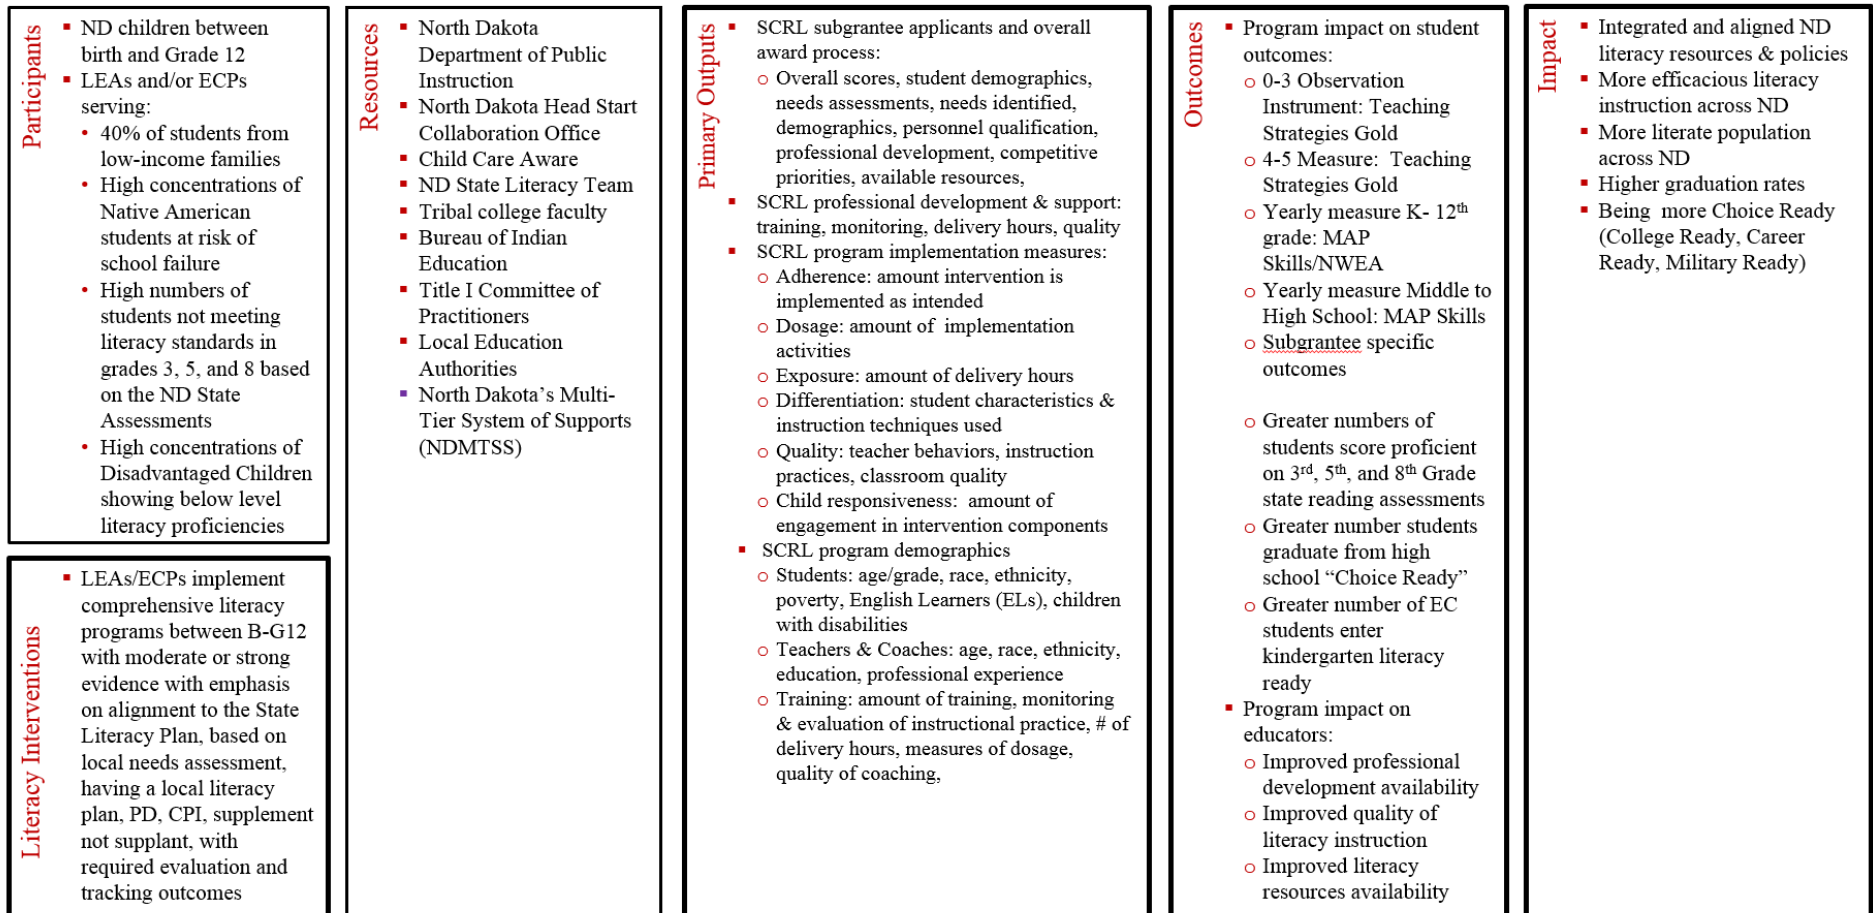 Participants
ND children between
birth and Grade 12
LEAs and/or ECPs
serving:
40% of students from
low-income families
High concentrations of
Native American
students at risk of
school failure
High numbers of
students not meeting
literacy standards in
grades 3, 5, and 8 based
on the ND State
Assessments
High concentrations of
Disadvantaged Children
showing below level
literacy proficiencies
Literacy Interventions
LEAs/ECPs implement
comprehensive literacy
programs between B-G12
with moderate or strong
evidence with emphasis
on alignment to the State
Literacy Plan, based on
local needs assessment,
having a local literacy
plan, PD, CPI, supplement
not supplant, with
required evaluation and
tracking outcomes
Resources
North Dakota
Department of Public
Instruction
North Dakota Head Start
Collaboration Office
Child Care Aware
ND State Literacy Team
Tribal college faculty
Bureau of Indian
Education
Title I Committee of
Practitioners
Local Education
Authorities
North Dakota's Multi-
Tier System of Supports
(NDMTSS)
Primary Outputs
SCRL subgrantee applicants and overall
award process:
Overall scores, student demographics,
needs assessments, needs identified,
demographics, personnel qualification,
professional development, competitive
priorities, available resources,
SCRL professional development & support:
training, monitoring, delivery hours, quality
SCRL program implementation measures:
Adherence: amount intervention is
implemented as intended
Dosage: amount of implementation
activities
Exposure: amount of delivery hours
Differentiation: student characteristics &
instruction techniques used
Quality: teacher behaviors, instruction
practices, classroom quality
Child responsiveness: amount of
engagement in intervention components
SCRL program demographics
Students: age/grade, race, ethnicity,
poverty, English Learners (ELs), children
with disabilities
Teachers & Coaches: age, race, ethnicity,
education, professional experience
Training: amount of training, monitoring
& evaluation of instructional practice, # of
delivery hours, measures of dosage,
quality of coaching,
Outcomes
Program impact on student
outcomes:
0-3 Observation
Instrument: Teaching
Strategies Gold
4-5 Measure: Teaching
Strategies Gold
Yearly measure K- 12th
grade: MAP
Skills/NWEA
Yearly measure Middle to
High School: MAP Skills
Subgrantee specific
outcomes
Greater numbers of
students score proficient
on 3rd, 5th, and 8th Grade
state reading assessments
Greater number students
graduate from high
school “Choice Ready”
Greater number of EC
students enter
kindergarten literacy
ready
Program impact on
educators:
Improved professional
development availability
Improved quality of
literacy instruction
Improved literacy
resources availability
Impact
Integrated and aligned ND
literacy resources & policies
More efficacious literacy
instruction across ND
More literate population
across ND
Higher graduation rates
Being more Choice Ready
(College Ready, Career
Ready, Military Ready)